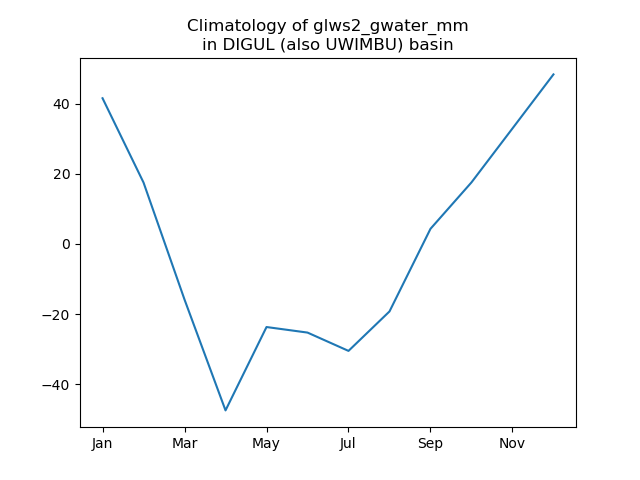 Climatology of glws2_gwater_mm
in DIGUL (also UWIMBU) basin
40
20
0
−20
−40
Jan Mar May Jul Sep Nov